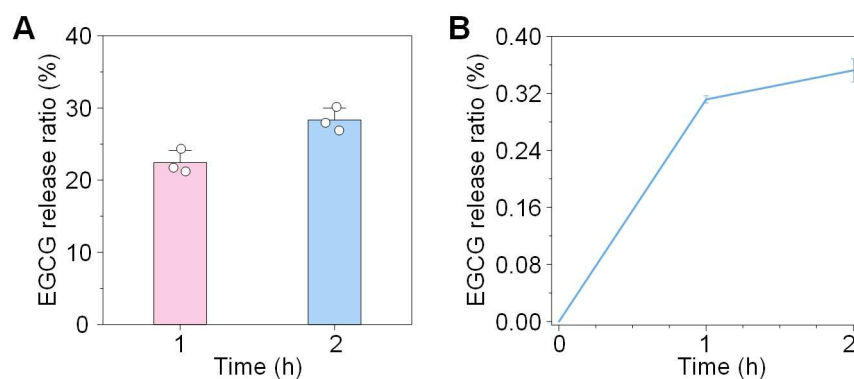 A
EGCG release ratio (%)
40
30
20
10
0
1
2
Time (h)
B
EGCG release ratio (%)
0.40
0.32
0.24
0.16
0.08
0.00
0
1
2
Time (h)